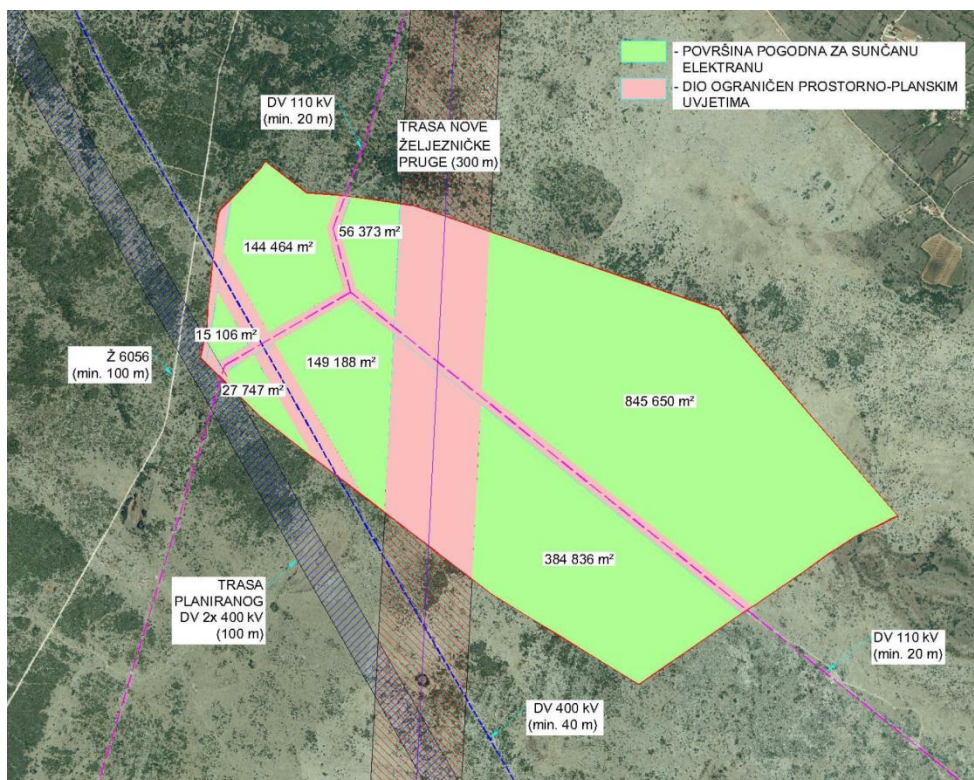 - POVRŠINA POGODNA ZA SUNČANU
ELEKTRANU
- DIO OGRANIČEN PROSTORNO-PLANSKIM
UVJETIMA
DV 110 kV
(min. 20 m)
TRASA NOVE
ŽELJEZNIČKE
PRUGE (300 m)
56 373 m²
144 464 m²
15 106 m²
Ž 6056
(min. 100 m)
149 188 m²
27 747 m²
845 650 m²
384 836 m²
TRASA
PLANIRANOG
DV 2x 400 kV
(100 m)
DV 110 kV
(min. 20 m)
DV 400 kV
(min. 40 m)